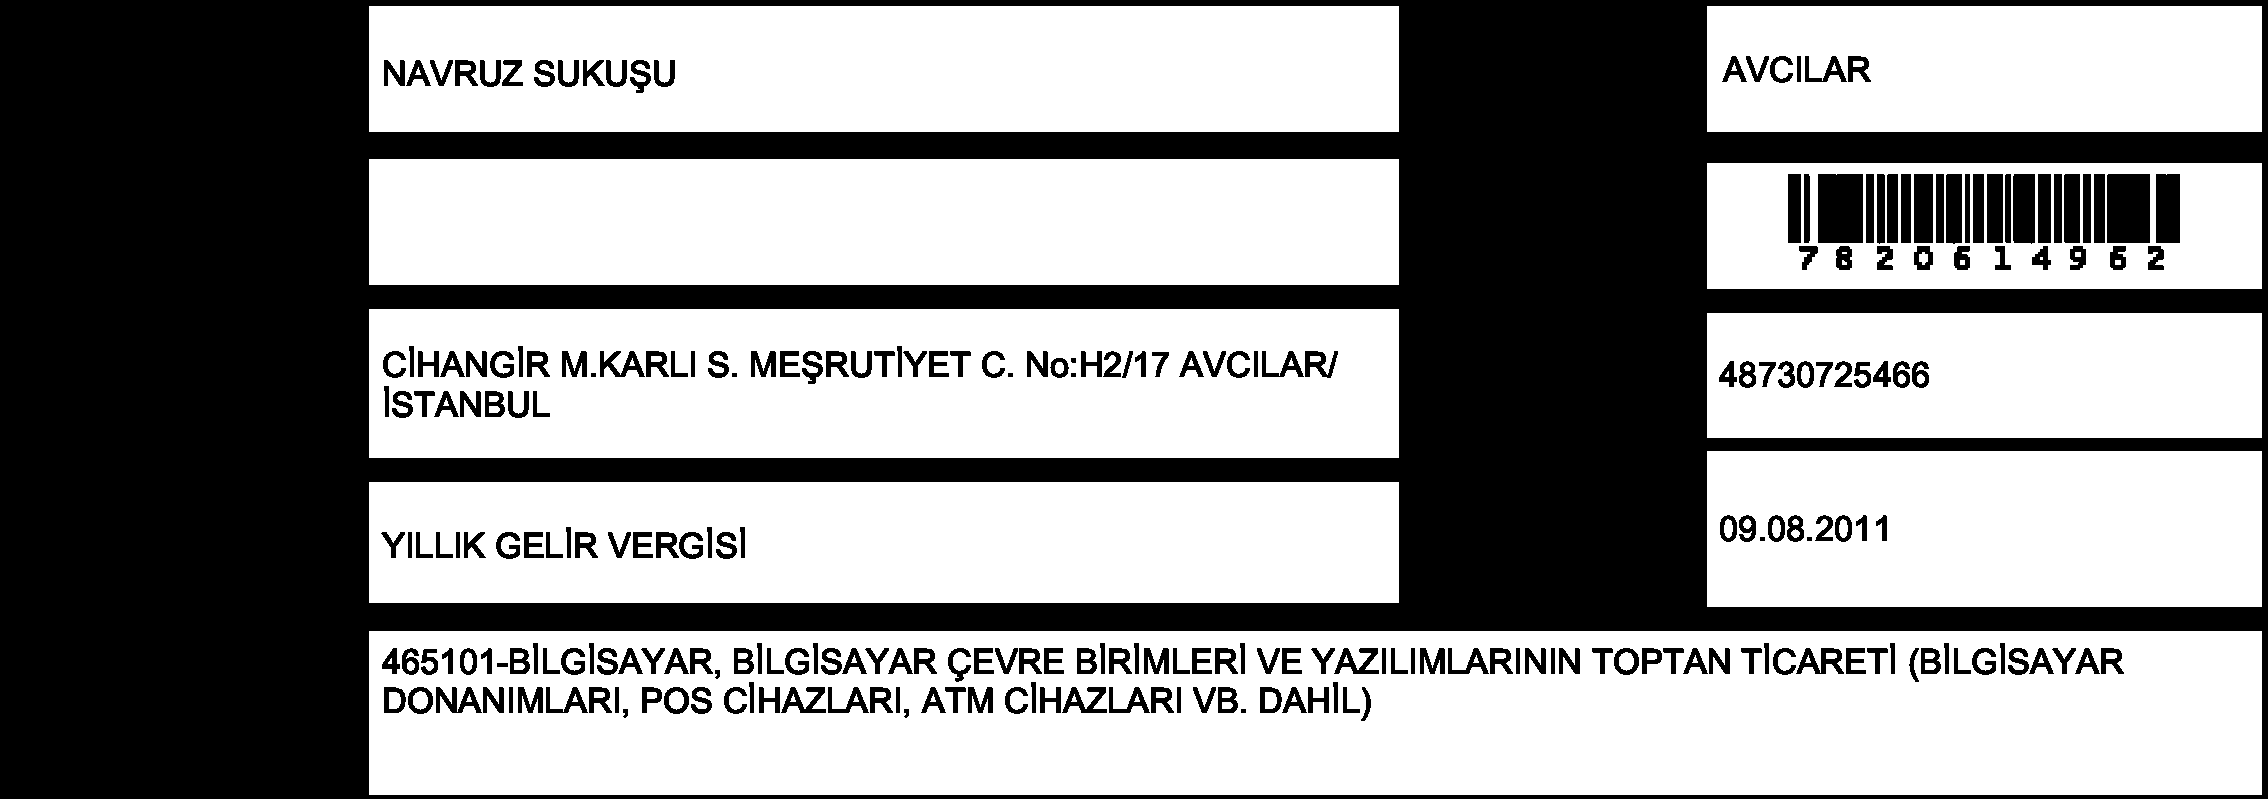 NAVRUZ SUKUŞU
AVCILAR
7820614962
CİHANGİR M.KARLI S. MEŞRUTİYET C. No:H2/17 AVCILAR/
İSTANBUL
48730725466
YILLIK GELİR VERGİSİ
09.08.2011
465101-BİLGİSAYAR, BİLGİSAYAR ÇEVRE BİRİMLERİ VE YAZILIMLARININ TOPTAN TİCARETİ (BİLGİSAYAR
DONANIMLARI, POS CİHAZLARI, ATM CİHAZLARI VB. DAHİL)